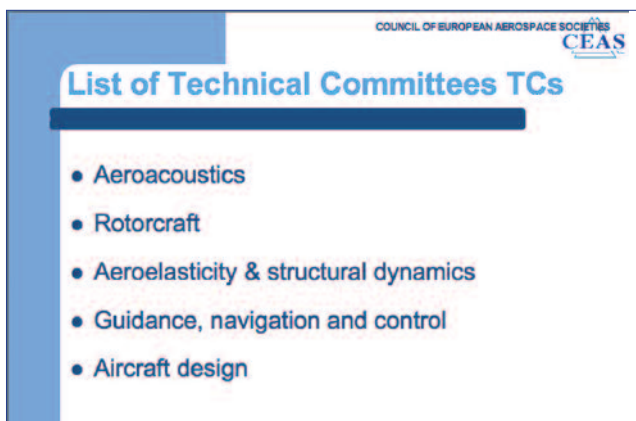 COUNCIL OF EUROPEAN AEROSPACE SOCIETIES
CEAS
List of Technical Committees TCs
● Aeroacoustics
● Rotorcraft
● Aeroelasticity & structural dynamics
● Guidance, navigation and control
● Aircraft design